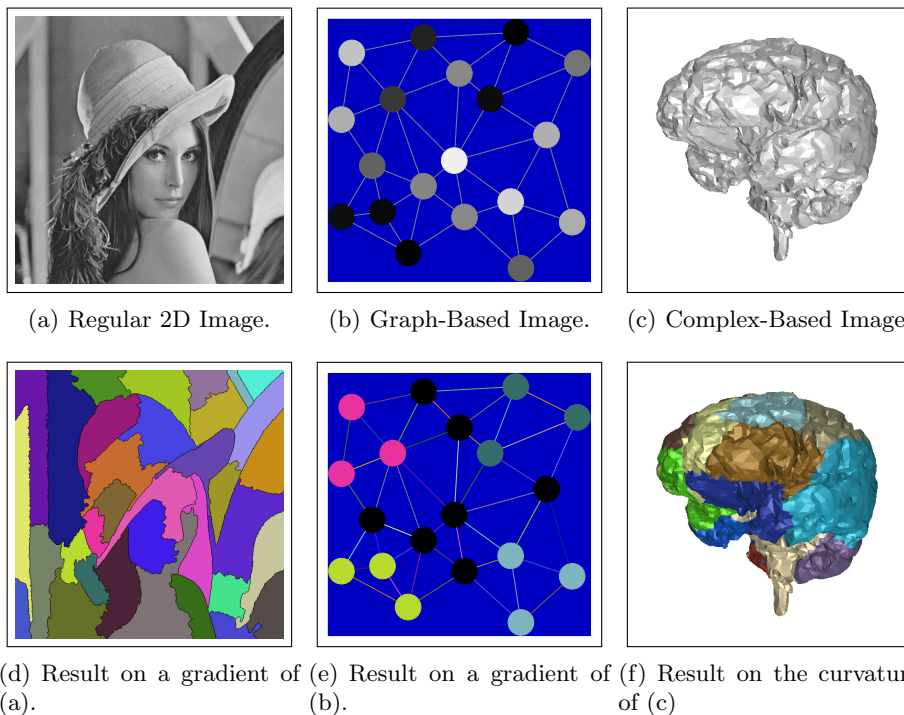 (a) Regular 2D Image.
(b) Graph-Based Image.
(c) Complex-Based Image
(d) Result on a gradient of (a).
(e) Result on a gradient of (b).
(f) Result on the curvatur of (c)